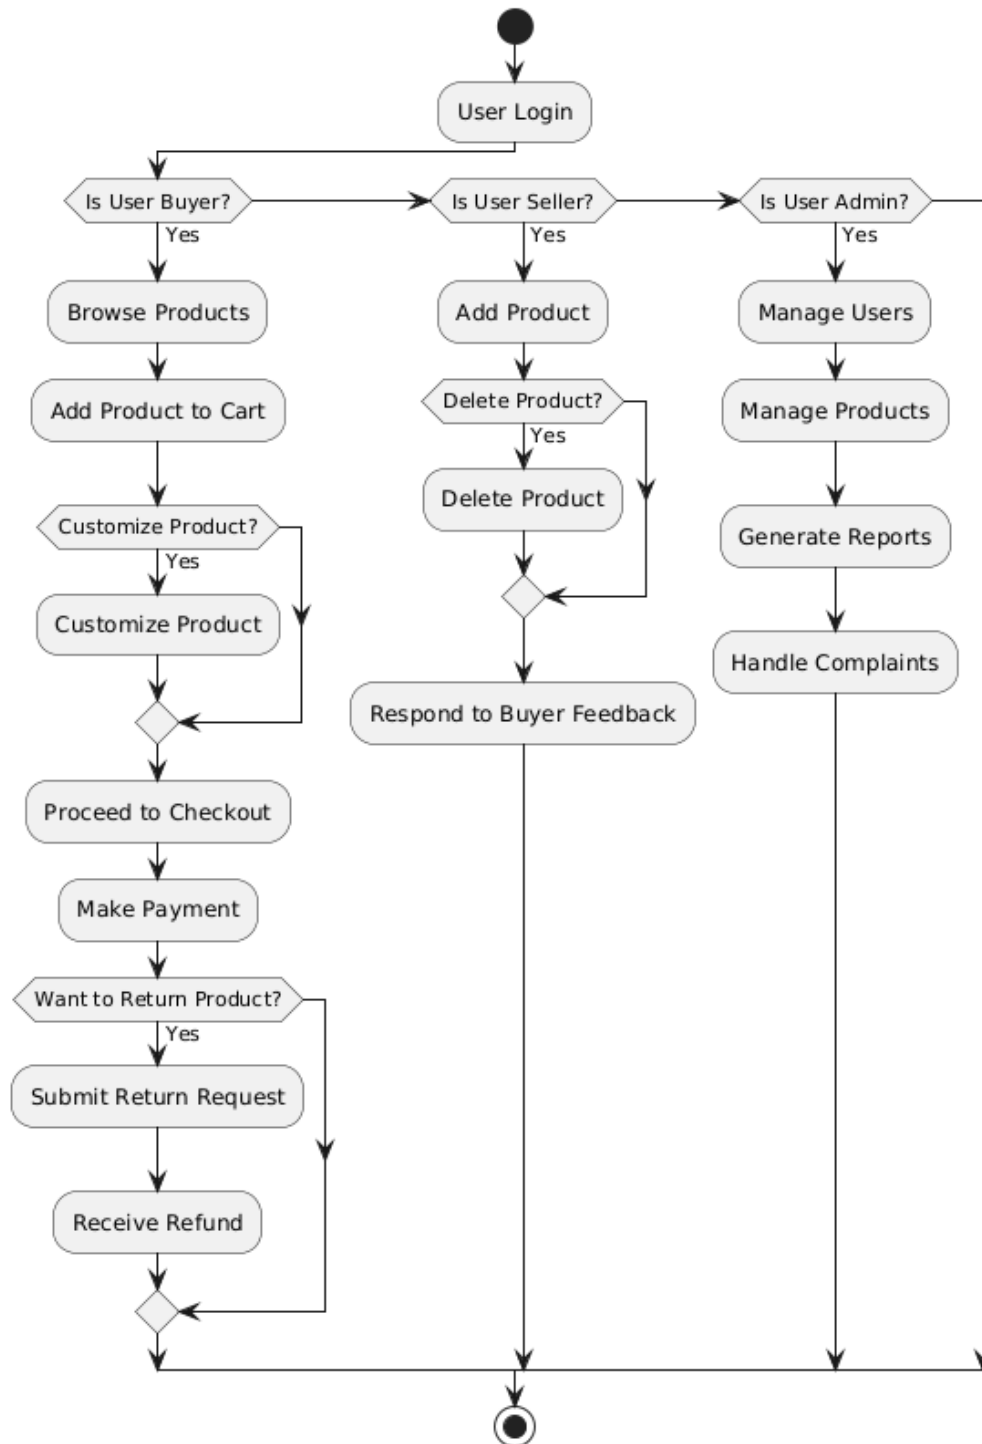 User Login
Is User Buyer?
Is User Seller?
Is User Admin?
Yes
Yes
Yes
Browse Products
Add Product
Manage Users
Add Product to Cart
Delete Product?
Manage Products
Yes
Delete Product
Customize Product?
Generate Reports
Yes
Customize Product
Handle Complaints
Respond to Buyer Feedback
Proceed to Checkout
Make Payment
Want to Return Product?
Yes
Submit Return Request
Receive Refund